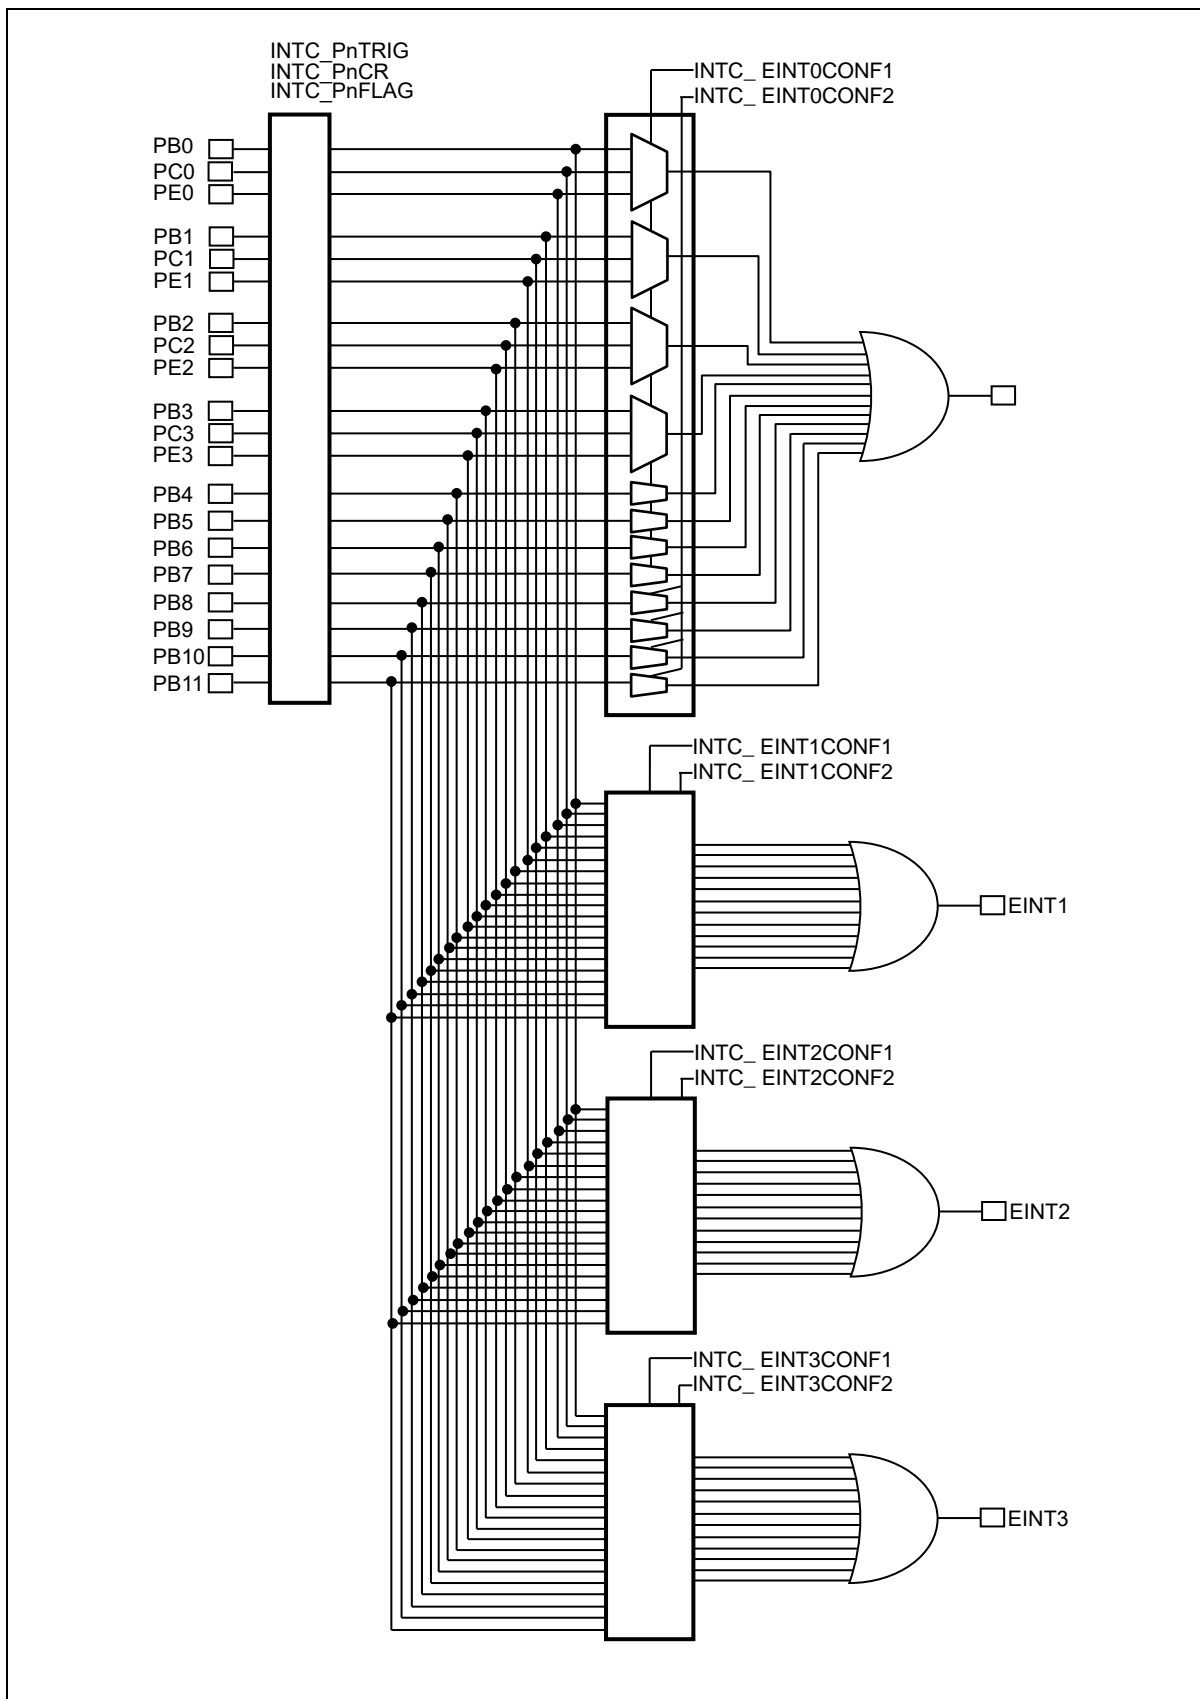 INTC_PnTRIG
INTC_PnCR
INTC_PnFLAG
INTC_ EINT0CONF1
INTC_ EINT0CONF2
PB0
PC0
PE0
PB1
PC1
PE1
PB2
PC2
PE2
PB3
PC3
PE3
PB4
PB5
PB6
PB7
PB8
PB9
PB10
PB11
INTC_ EINT1CONF1
INTC_ EINT1CONF2
EINT1
INTC_ EINT2CONF1
INTC_ EINT2CONF2
EINT2
INTC_ EINT3CONF1
INTC_ EINT3CONF2
EINT3